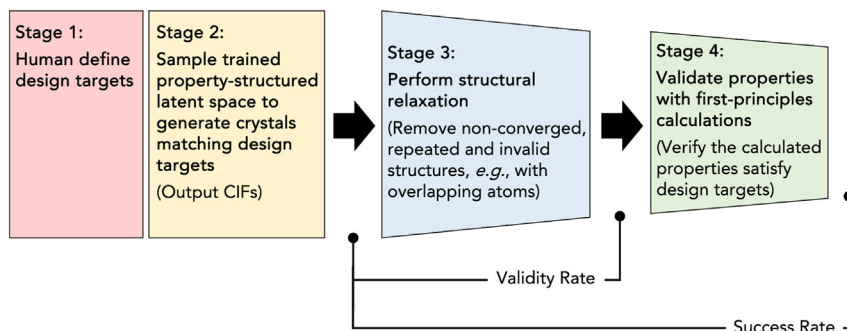 Stage 1:
Human define
design targets
Stage 2:
Sample trained
property-structured
latent space to
generate crystals
matching design
targets
(Output CIFs)
Stage 3:
Perform structural
relaxation
(Remove non-converged,
repeated and invalid
structures, e.g., with
overlapping atoms)
Stage 4:
Validate properties
with first-principles
calculations
(Verify the calculated
properties satisfy
design targets)
Validity Rate
Success Rate